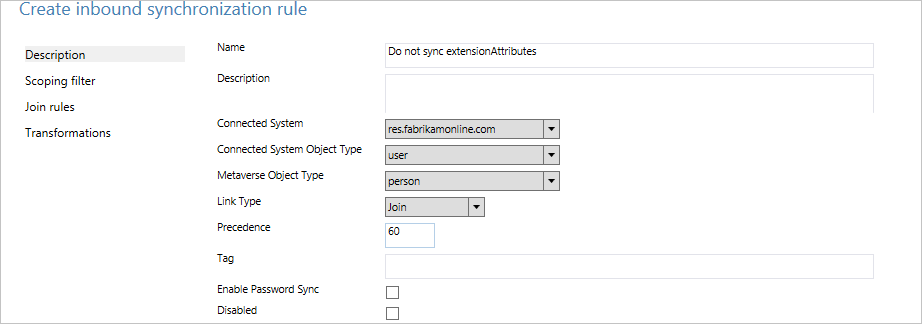 Create inbound synchronization rule
Description
Scoping filter
Join rules
Transformations
Name
Do not sync extensionAttributes
Description
Connected System
res.fabrikamonline.com
Connected System Object Type
user
Metaverse Object Type
person
Link Type
Join
Precedence
60
Tag
Enable Password Sync
Disabled